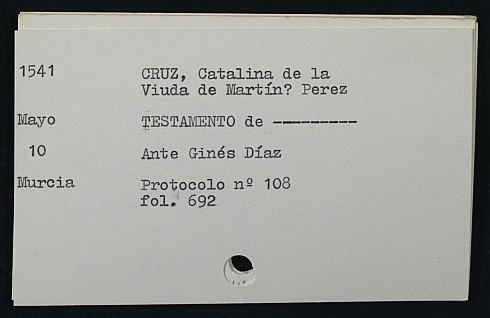 1541 CRUZ, Catalina de la
Viuda de Martín? Perez
Mayo TESTAMENTO de ---------
10 Ante Ginés Díaz
Murcia Protocolo nº 108
fol. 692